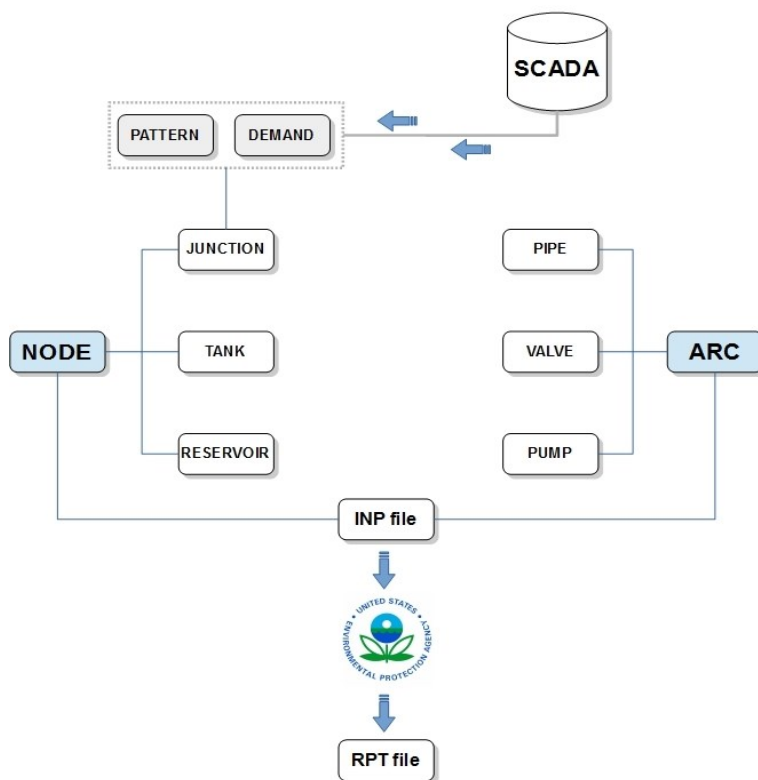 SCADA
PATTERN
DEMAND
JUNCTION
PIPE
NODE
TANK
VALVE
ARC
RESERVOIR
PUMP
INP file
UNITED STATES
ENVIRONMENTAL PROTECTION AGENCY
RPT file